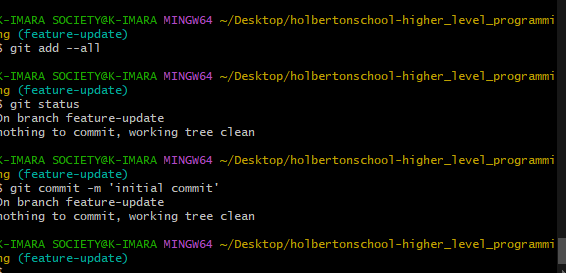 K-IMARA SOCIETY@K-IMARA MINGW64 ~/Desktop/holbertonschool-higher_level_programmi
ng (feature-update)
$ git add --all
K-IMARA SOCIETY@K-IMARA MINGW64 ~/Desktop/holbertonschool-higher_level_programmi
ng (feature-update)
$ git status
On branch feature-update
nothing to commit, working tree clean
K-IMARA SOCIETY@K-IMARA MINGW64 ~/Desktop/holbertonschool-higher_level_programmi
ng (feature-update)
$ git commit -m 'initial commit'
On branch feature-update
nothing to commit, working tree clean
K-IMARA SOCIETY@K-IMARA MINGW64 ~/Desktop/holbertonschool-higher_level_programmi
ng (feature-update)
$